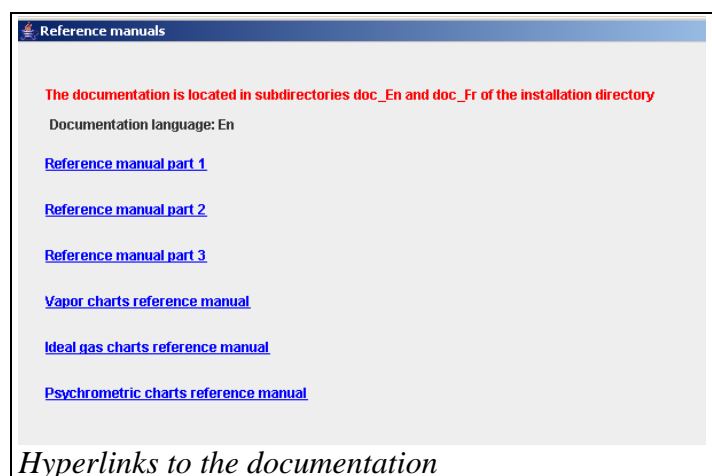 Reference manuals
The documentation is located in subdirectories doc_En and doc_Fr of the installation directory
Documentation language: En
Reference manual part 1
Reference manual part 2
Reference manual part 3
Vapor charts reference manual
Ideal gas charts reference manual
Psychrometric charts reference manual
Hyperlinks to the documentation